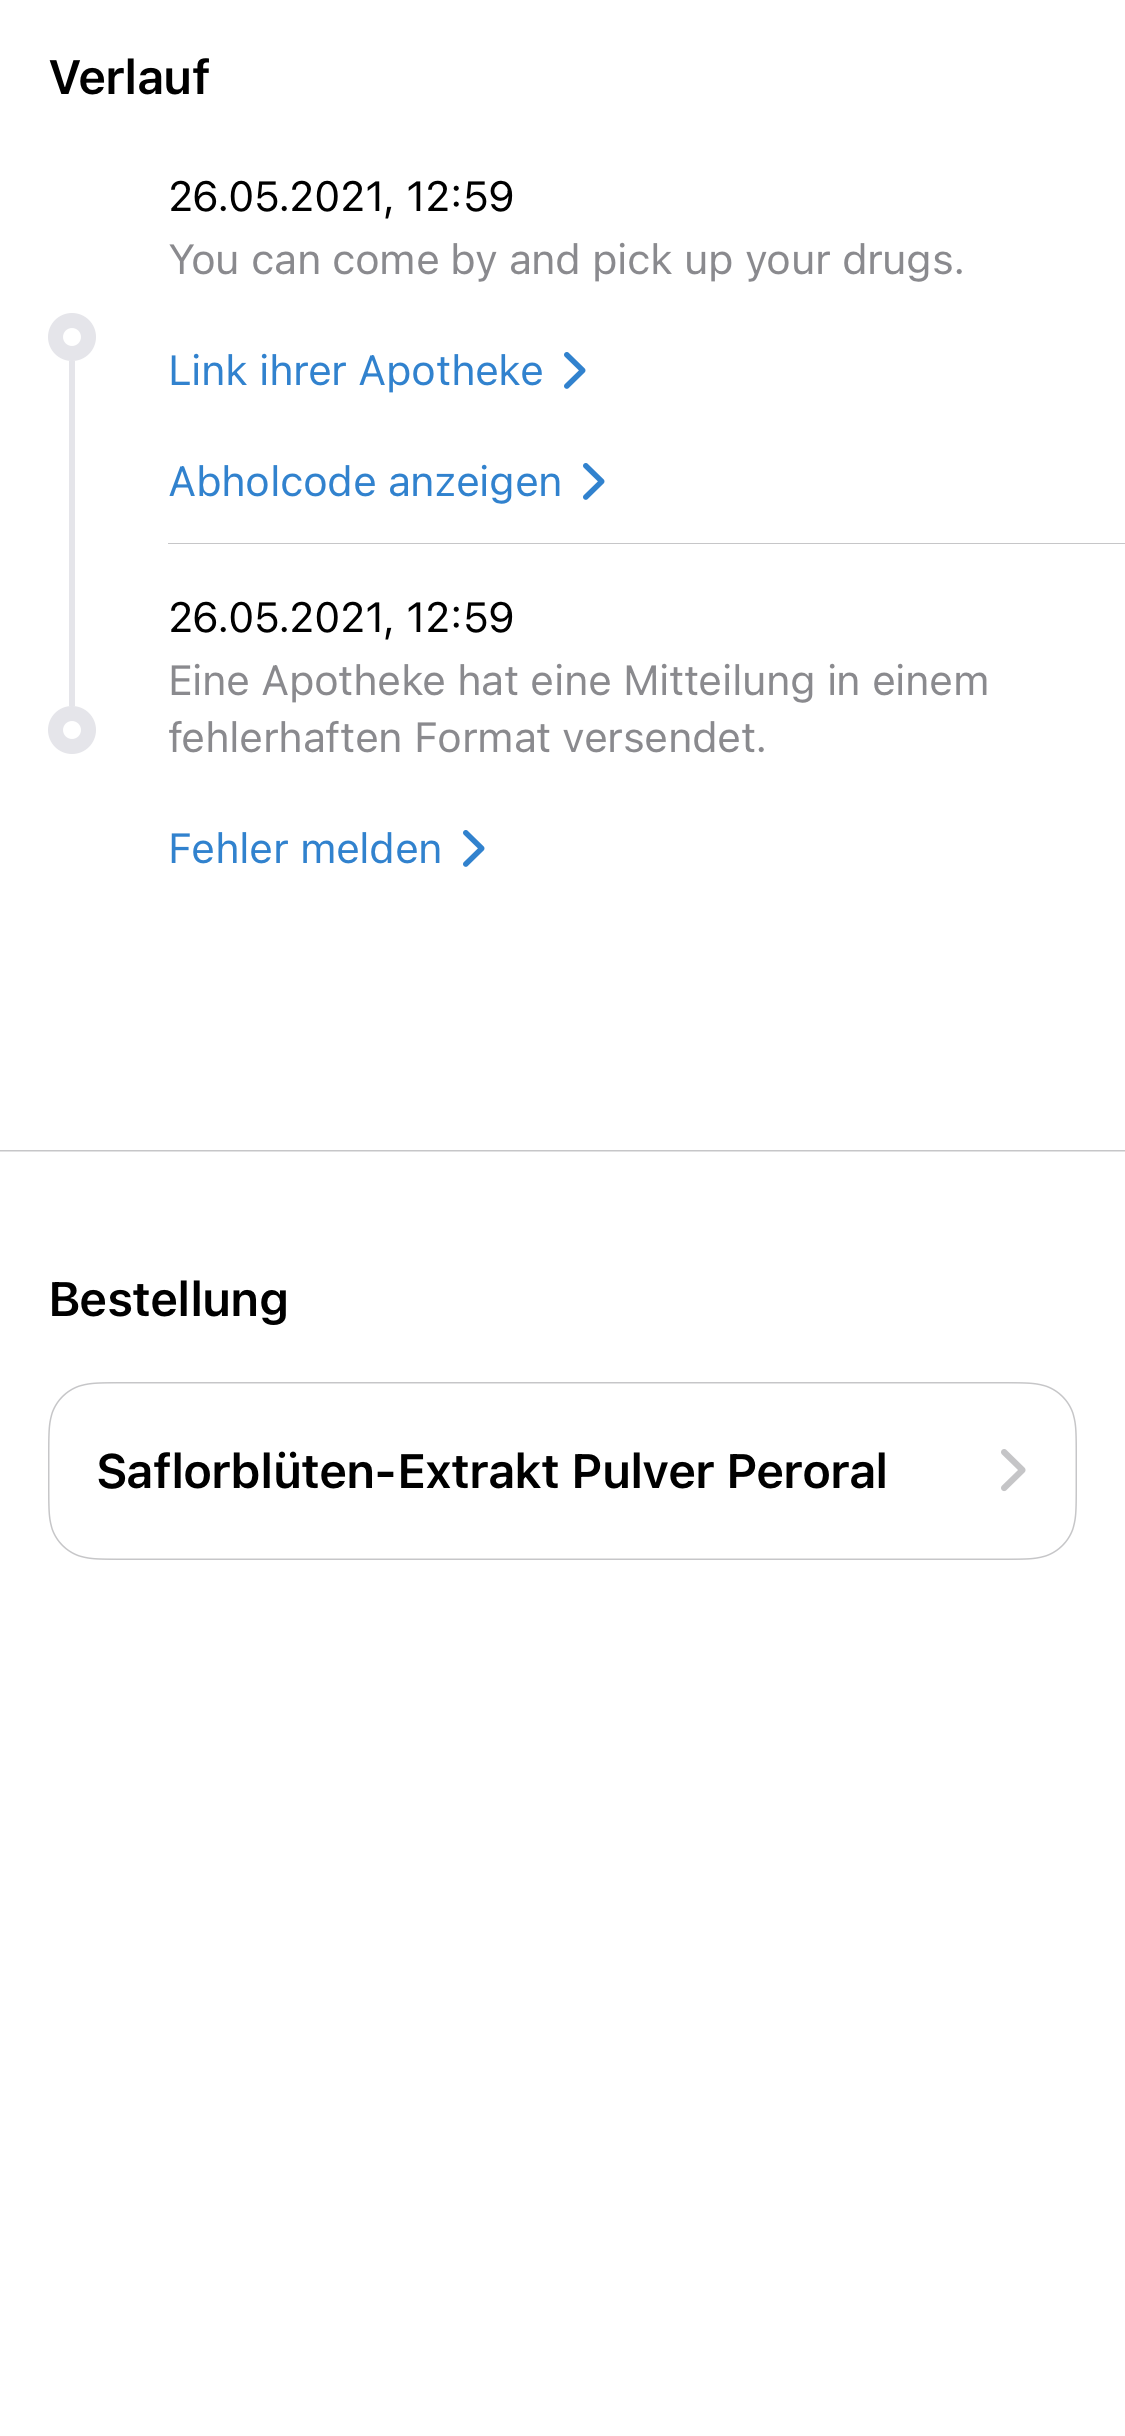 Verlauf
26.05.2021, 12:59
You can come by and pick up your drugs.
Link ihrer Apotheke
Abholcode anzeigen
26.05.2021, 12:59
Eine Apotheke hat eine Mitteilung in einem
fehlerhaften Format versendet.
Fehler melden
Bestellung
Saflorblüten-Extrakt Pulver Peroral